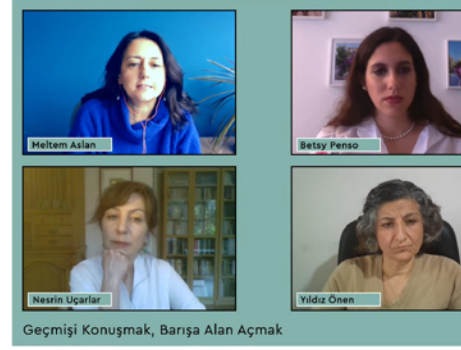 Meltem Aslan
Betsy Penso
Nesrin Uçarlar
Yıldız Önen
Geçmişi Konuşmak, Barışa Alan Açmak